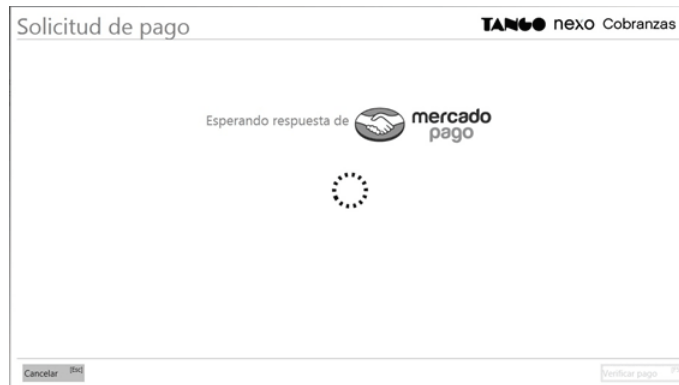 Solicitud de pago
TANGO nexo Cobranzas
Esperando respuesta de mercado
pago
Cancelar [Esc]
Verificar pago